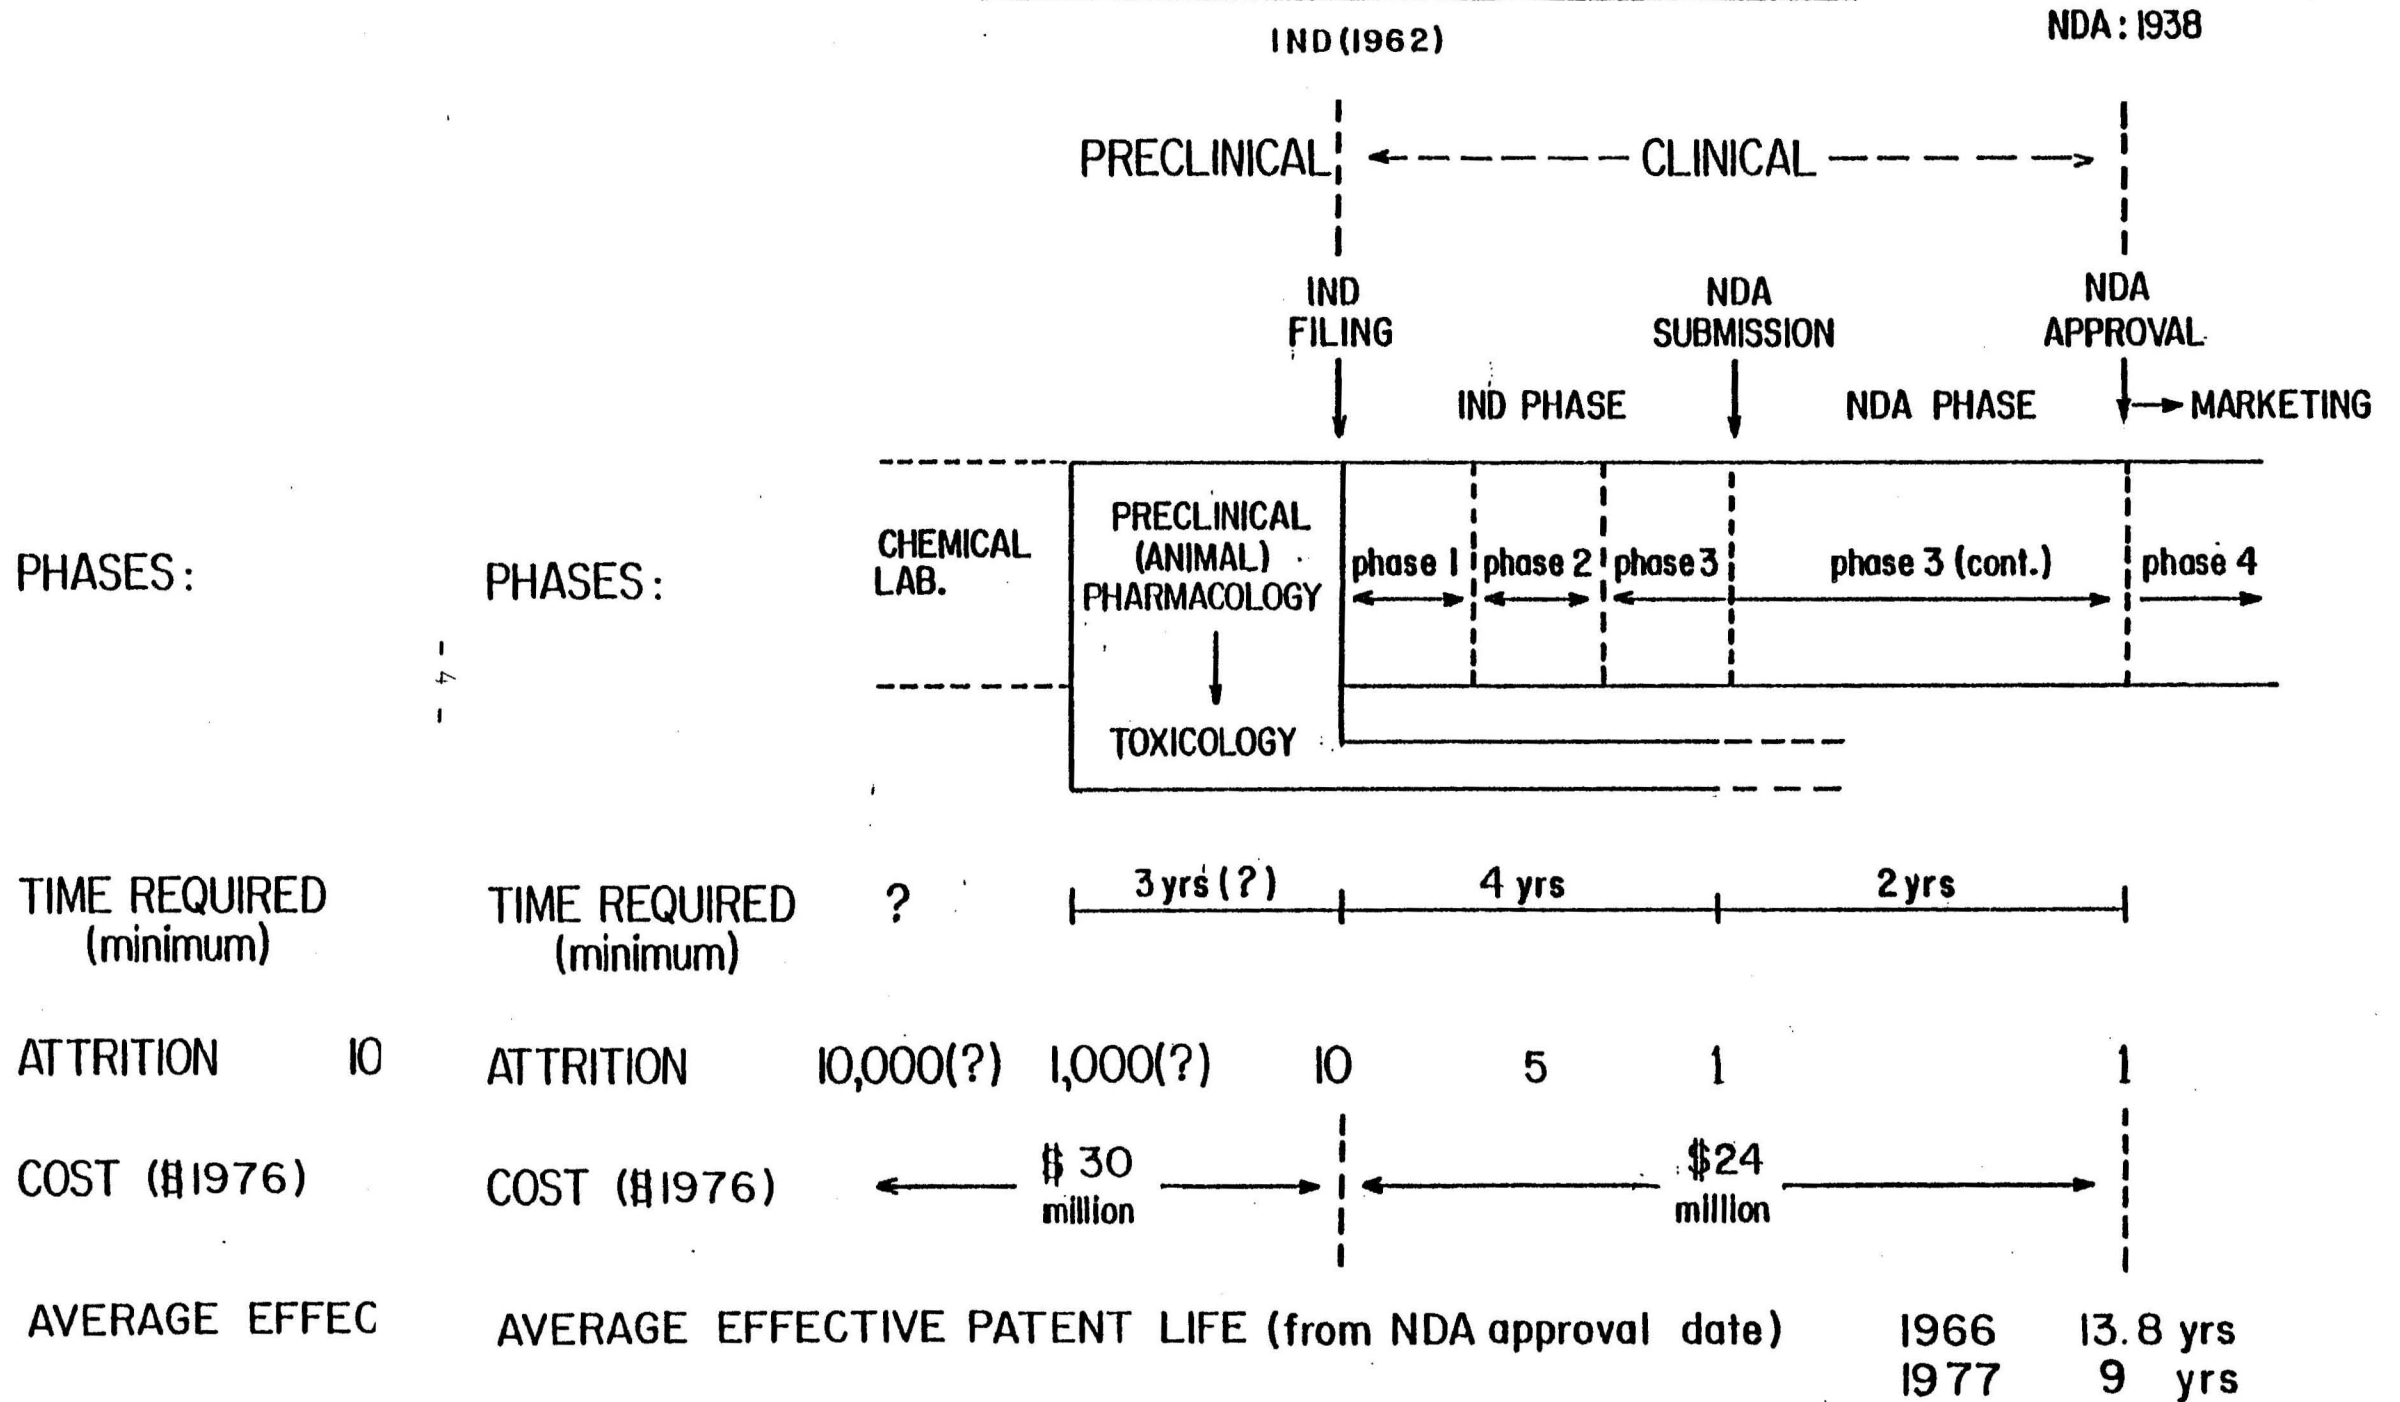 IND (1962)
NDA: 1938
PRECLINICAL
CLINICAL
IND
FILING
NDA
SUBMISSION
NDA
APPROVAL
IND PHASE
NDA PHASE
MARKETING
PHASES:
PHASES:
CHEMICAL
LAB.
PRECLINICAL
(ANIMAL)
PHARMACOLOGY
TOXICOLOGY
phase 1
phase 2
phase 3
phase 3 (cont.)
phase 4
- 4 -
TIME REQUIRED
(minimum)
TIME REQUIRED
(minimum)
?
3 yrs (?)
4 yrs
2 yrs
ATTRITION 10
ATTRITION 10,000(?) 1,000(?) 10 5 1 1
COST ($1976)
COST ($1976)
$ 30
million
$24
million
AVERAGE EFFEC
AVERAGE EFFECTIVE PATENT LIFE (from NDA approval date) 1966 13.8 yrs
1977 9 yrs